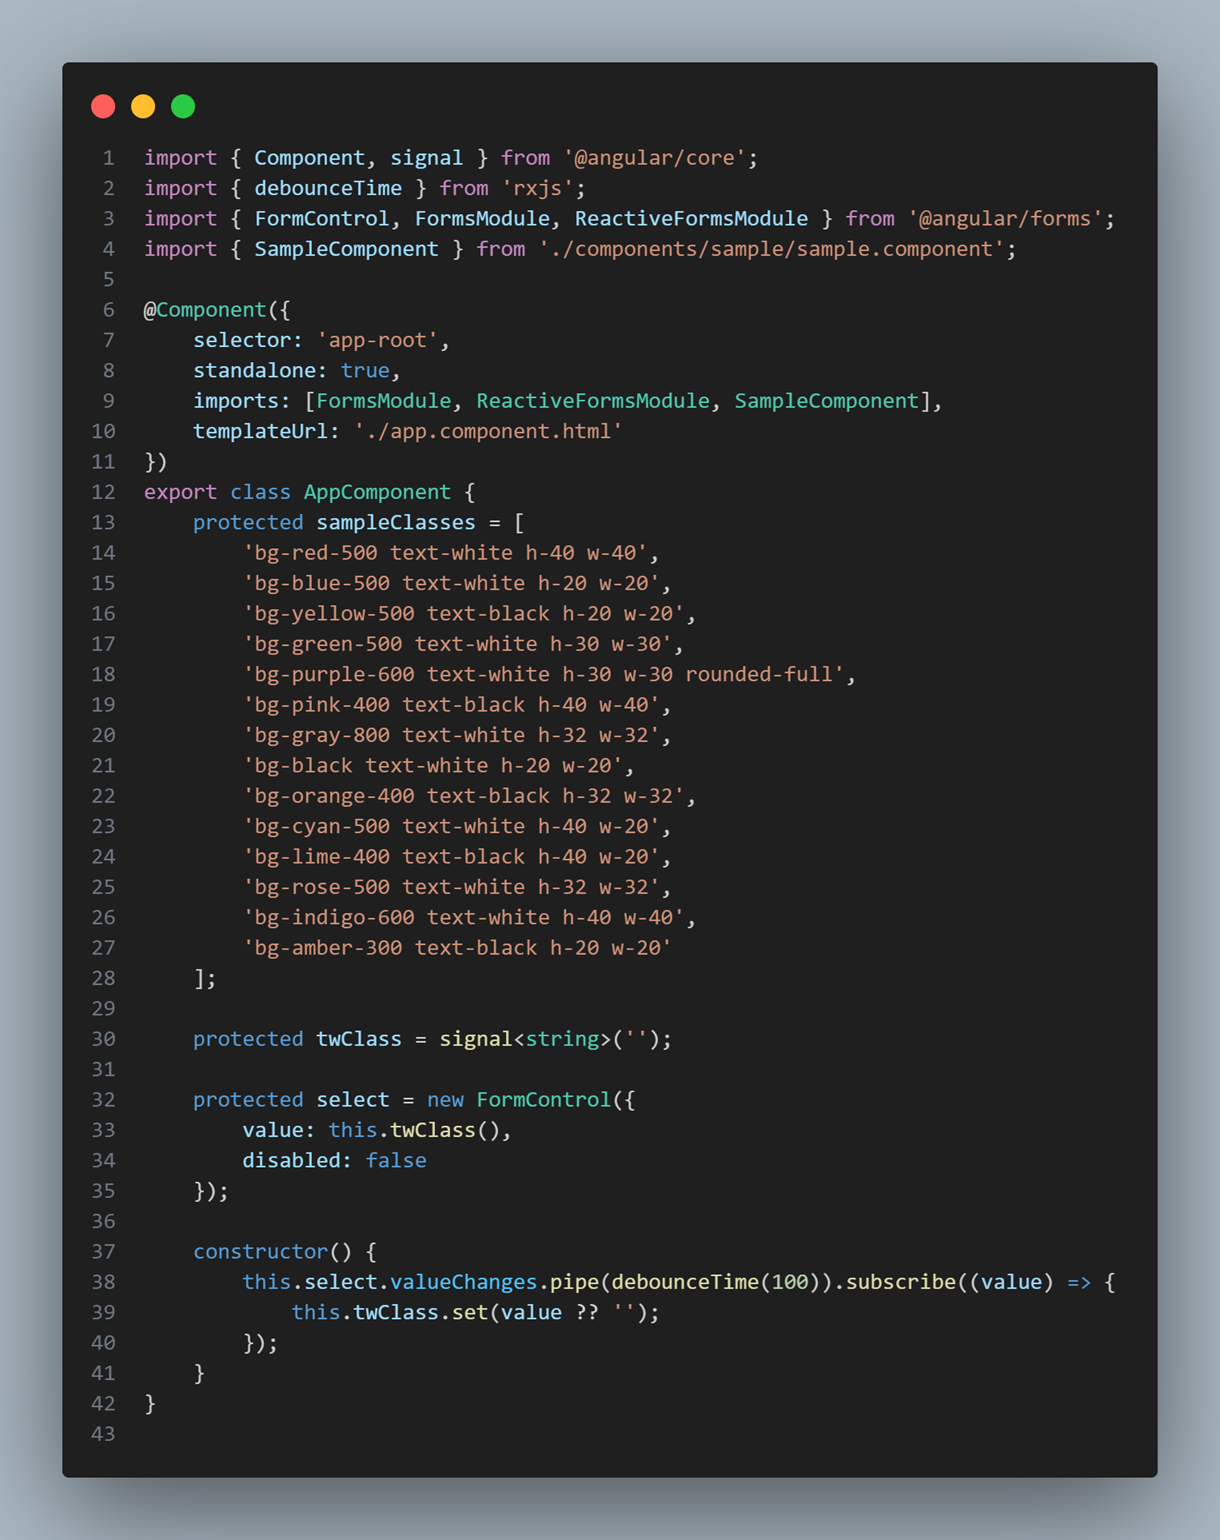 1 import { Component, signal } from '@angular/core';
2 import { debounceTime } from 'rxjs';
3 import { FormControl, FormsModule, ReactiveFormsModule } from '@angular/forms';
4 import { SampleComponent } from './components/sample/sample.component';
5
6 @Component({
7     selector: 'app-root',
8     standalone: true,
9     imports: [FormsModule, ReactiveFormsModule, SampleComponent],
10     templateUrl: './app.component.html'
11 })
12 export class AppComponent {
13     protected sampleClasses = [
14         'bg-red-500 text-white h-40 w-40',
15         'bg-blue-500 text-white h-20 w-20',
16         'bg-yellow-500 text-black h-20 w-20',
17         'bg-green-500 text-white h-30 w-30',
18         'bg-purple-600 text-white h-30 w-30 rounded-full',
19         'bg-pink-400 text-black h-40 w-40',
20         'bg-gray-800 text-white h-32 w-32',
21         'bg-black text-white h-20 w-20',
22         'bg-orange-400 text-black h-32 w-32',
23         'bg-cyan-500 text-white h-40 w-20',
24         'bg-lime-400 text-black h-40 w-20',
25         'bg-rose-500 text-white h-32 w-32',
26         'bg-indigo-600 text-white h-40 w-40',
27         'bg-amber-300 text-black h-20 w-20'
28     ];
29
30     protected twClass = signal<string>('');
31
32     protected select = new FormControl({
33         value: this.twClass(),
34         disabled: false
35     });
36
37     constructor() {
38         this.select.valueChanges.pipe(debounceTime(100)).subscribe((value) => {
39             this.twClass.set(value ?? '');
40         });
41     }
42 }
43